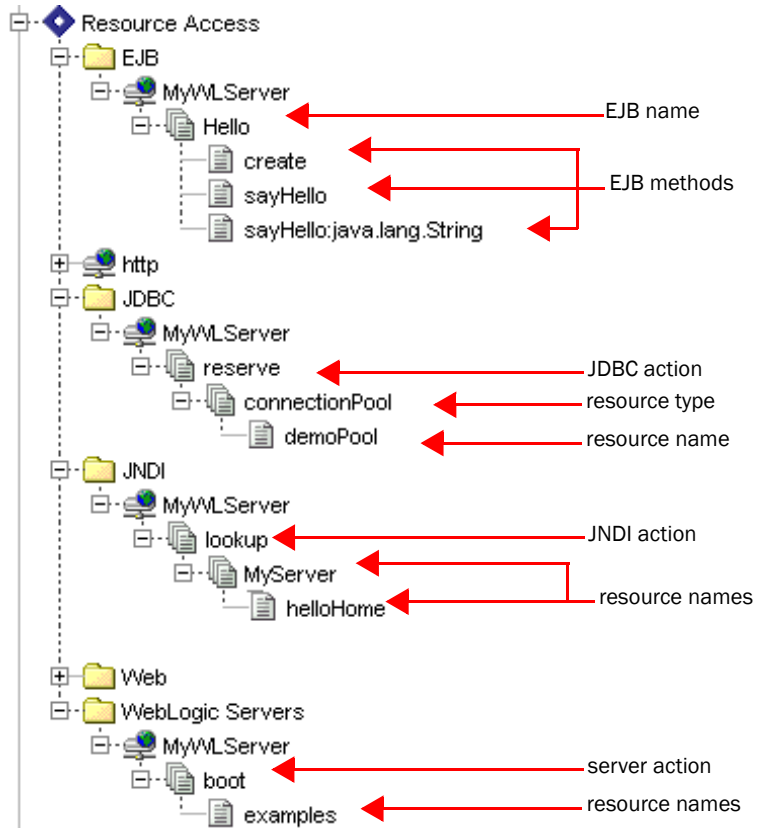 Resource Access
EJB
MyWLServer
EJB name
Hello
create
EJB methods
sayHello
sayHello:java.lang.String
http
JDBC
MyWLServer
reserve
JDBC action
connectionPool
resource type
demoPool
resource name
JNDI
MyWLServer
lookup
JNDI action
MyServer
helloHome
resource names
Web
WebLogic Servers
MyWLServer
server action
boot
examples
resource names